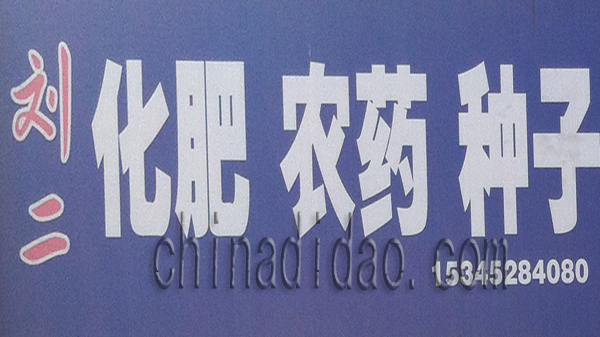 刘二
化肥 农药 种子
chinadidao.com
15345284080